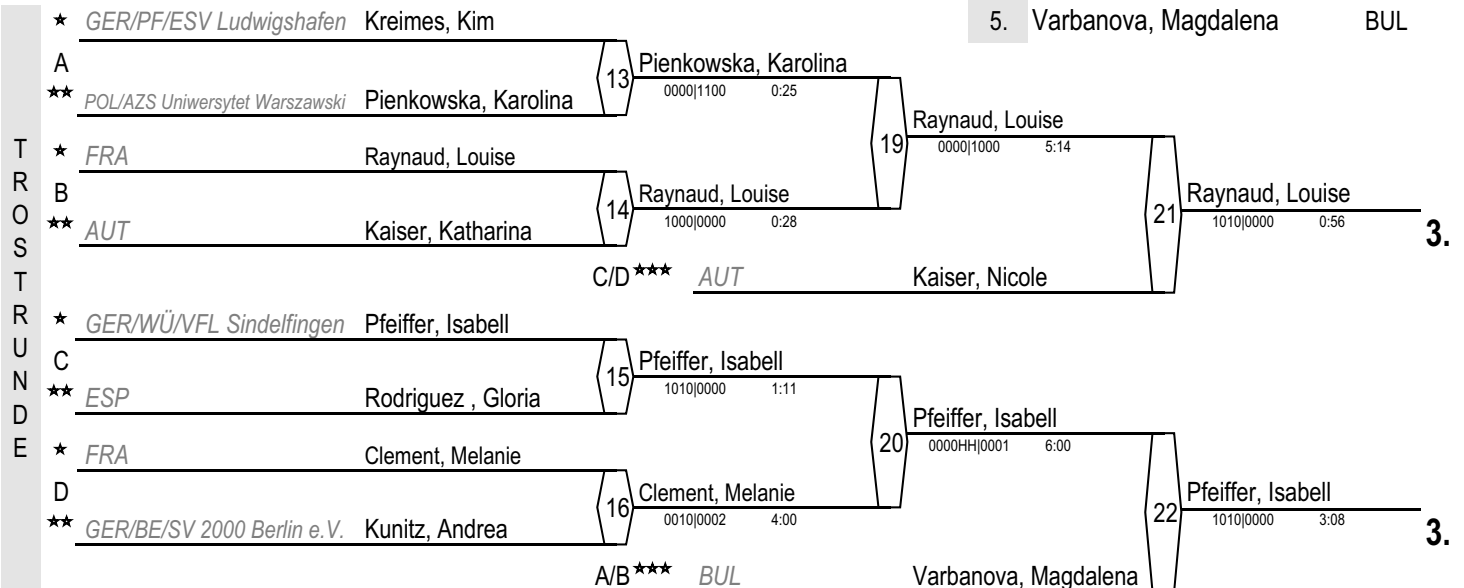 ★ GER/PF/ESV Ludwigshafen Kreimes, Kim
5. Varbanova, Magdalena BUL
A
13 Pienkowska, Karolina
0000|1100 0:25
★★ POL/AZS Uniwersytet Warszawski Pienkowska, Karolina
TROSTRUNDE
19 Raynaud, Louise
0000|1000 5:14
★ FRA Raynaud, Louise
B
14 Raynaud, Louise
1000|0000 0:28
21 Raynaud, Louise
1010|0000 0:56
3.
★★ AUT Kaiser, Katharina
C/D ★★★ AUT Kaiser, Nicole
★ GER/WÜ/VFL Sindelfingen Pfeiffer, Isabell
C
15 Pfeiffer, Isabell
1010|0000 1:11
★★ ESP Rodriguez , Gloria
20 Pfeiffer, Isabell
0000HH|0001 6:00
★ FRA Clement, Melanie
D
16 Clement, Melanie
0010|0002 4:00
22 Pfeiffer, Isabell
1010|0000 3:08
3.
★★ GER/BE/SV 2000 Berlin e.V. Kunitz, Andrea
A/B ★★★ BUL Varbanova, Magdalena